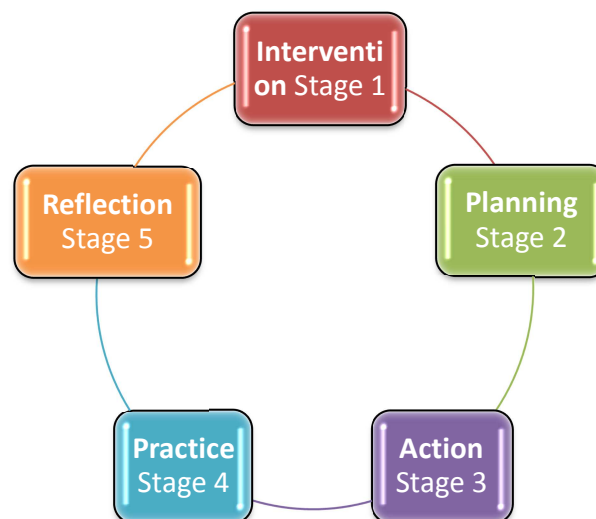 Interventi
on Stage 1
Planning
Stage 2
Action
Stage 3
Practice
Stage 4
Reflection
Stage 5